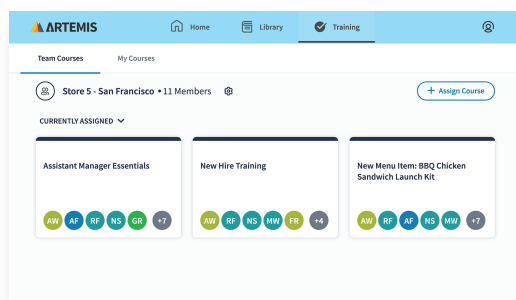 ARTEMIS
Home
Library
Training
Team Courses
My Courses
Store 5 - San Francisco • 11 Members
+ Assign Course
CURRENTLY ASSIGNED
Assistant Manager Essentials
AW AF RF NS GR +7
New Hire Training
AW RF NS MW FR +4
New Menu Item: BBQ Chicken
Sandwich Launch Kit
AW RF AF NS MW +7